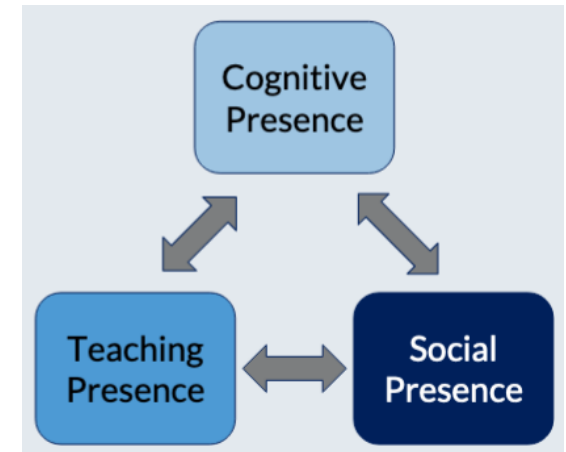 Cognitive
Presence
Teaching
Presence
Social
Presence